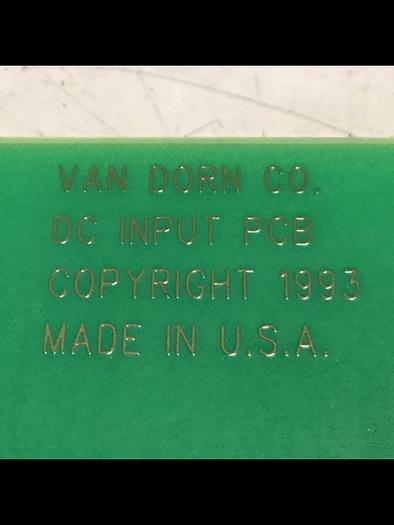 VAN DORN CO.
DC INPUT PCB
COPYRIGHT 1993
MADE IN U.S.A.